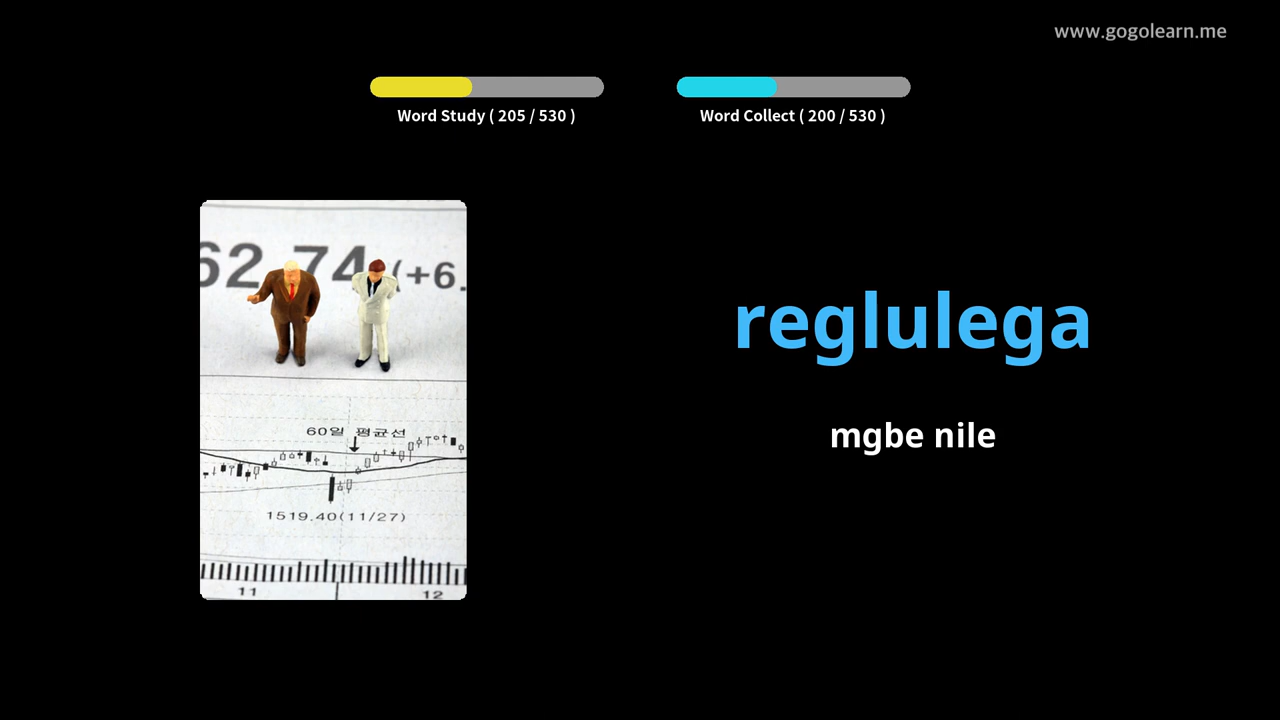 www.gogolearn.me
Word Study ( 205 / 530 )
Word Collect ( 200 / 530 )
62.74 (+6.
60일 평균선
1519.40(11/27)
11
12
reglulega
mgbe nile